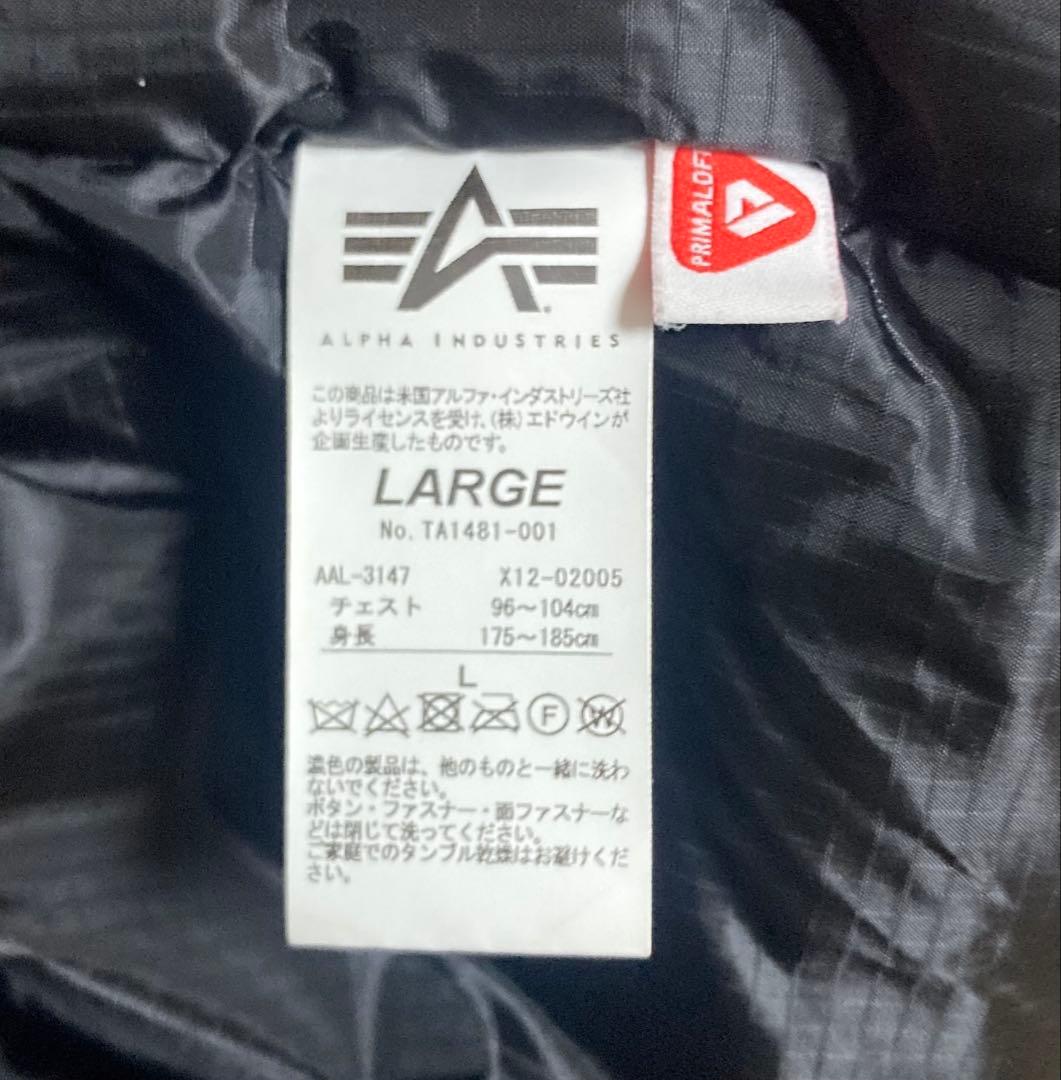 ALPHA INDUSTRIES
PRIMALOFT
この商品は米国アルファ・インダストリーズ社
よりライセンスを受け、(株)エドウインが
企画生産したものです。
LARGE
No. TA1481-001
AAL-3147 X12-02005
チェスト 96〜104cm
身長 175〜185cm
L
F W
濃色の製品は、他のものと一緒に洗わ
ないでください。
ボタン・ファスナー・面ファスナーな
どは閉じて洗ってください。
ご家庭でのタンブル乾燥はお避けくだ
さい。